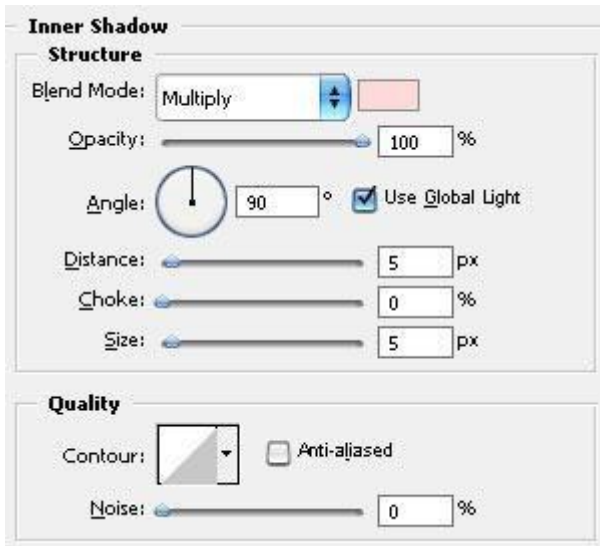 Inner Shadow
Structure
Blend Mode: Multiply
Opacity: 100 %
Angle: 90 ° Use Global Light
Distance: 5 px
Choke: 0 %
Size: 5 px
Quality
Contour: Anti-aliased
Noise: 0 %